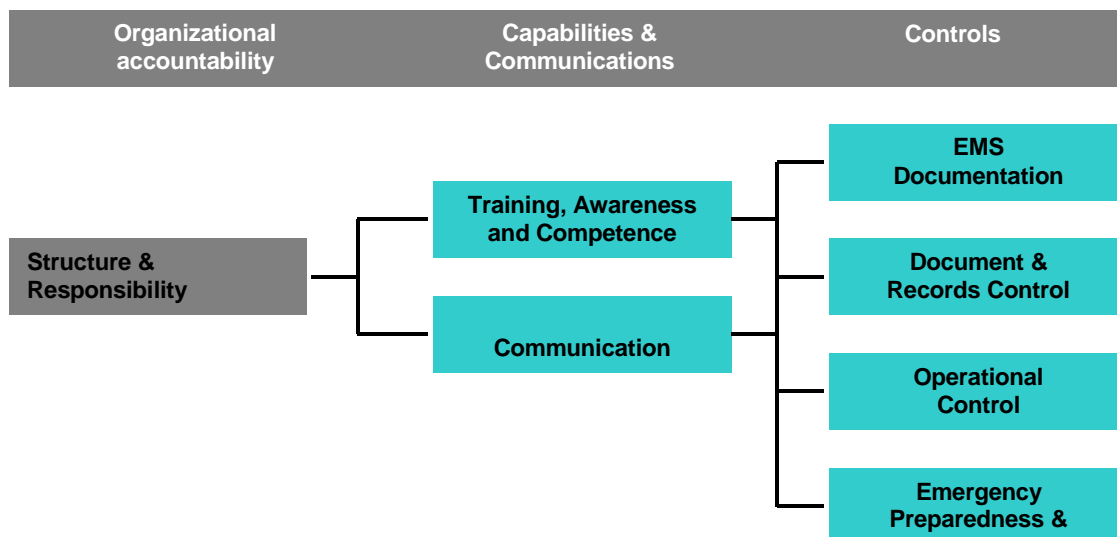 Organizational
accountability
Capabilities &
Communications
Controls
Structure &
Responsibility
Training, Awareness
and Competence
Communication
EMS
Documentation
Document &
Records Control
Operational
Control
Emergency
Preparedness &